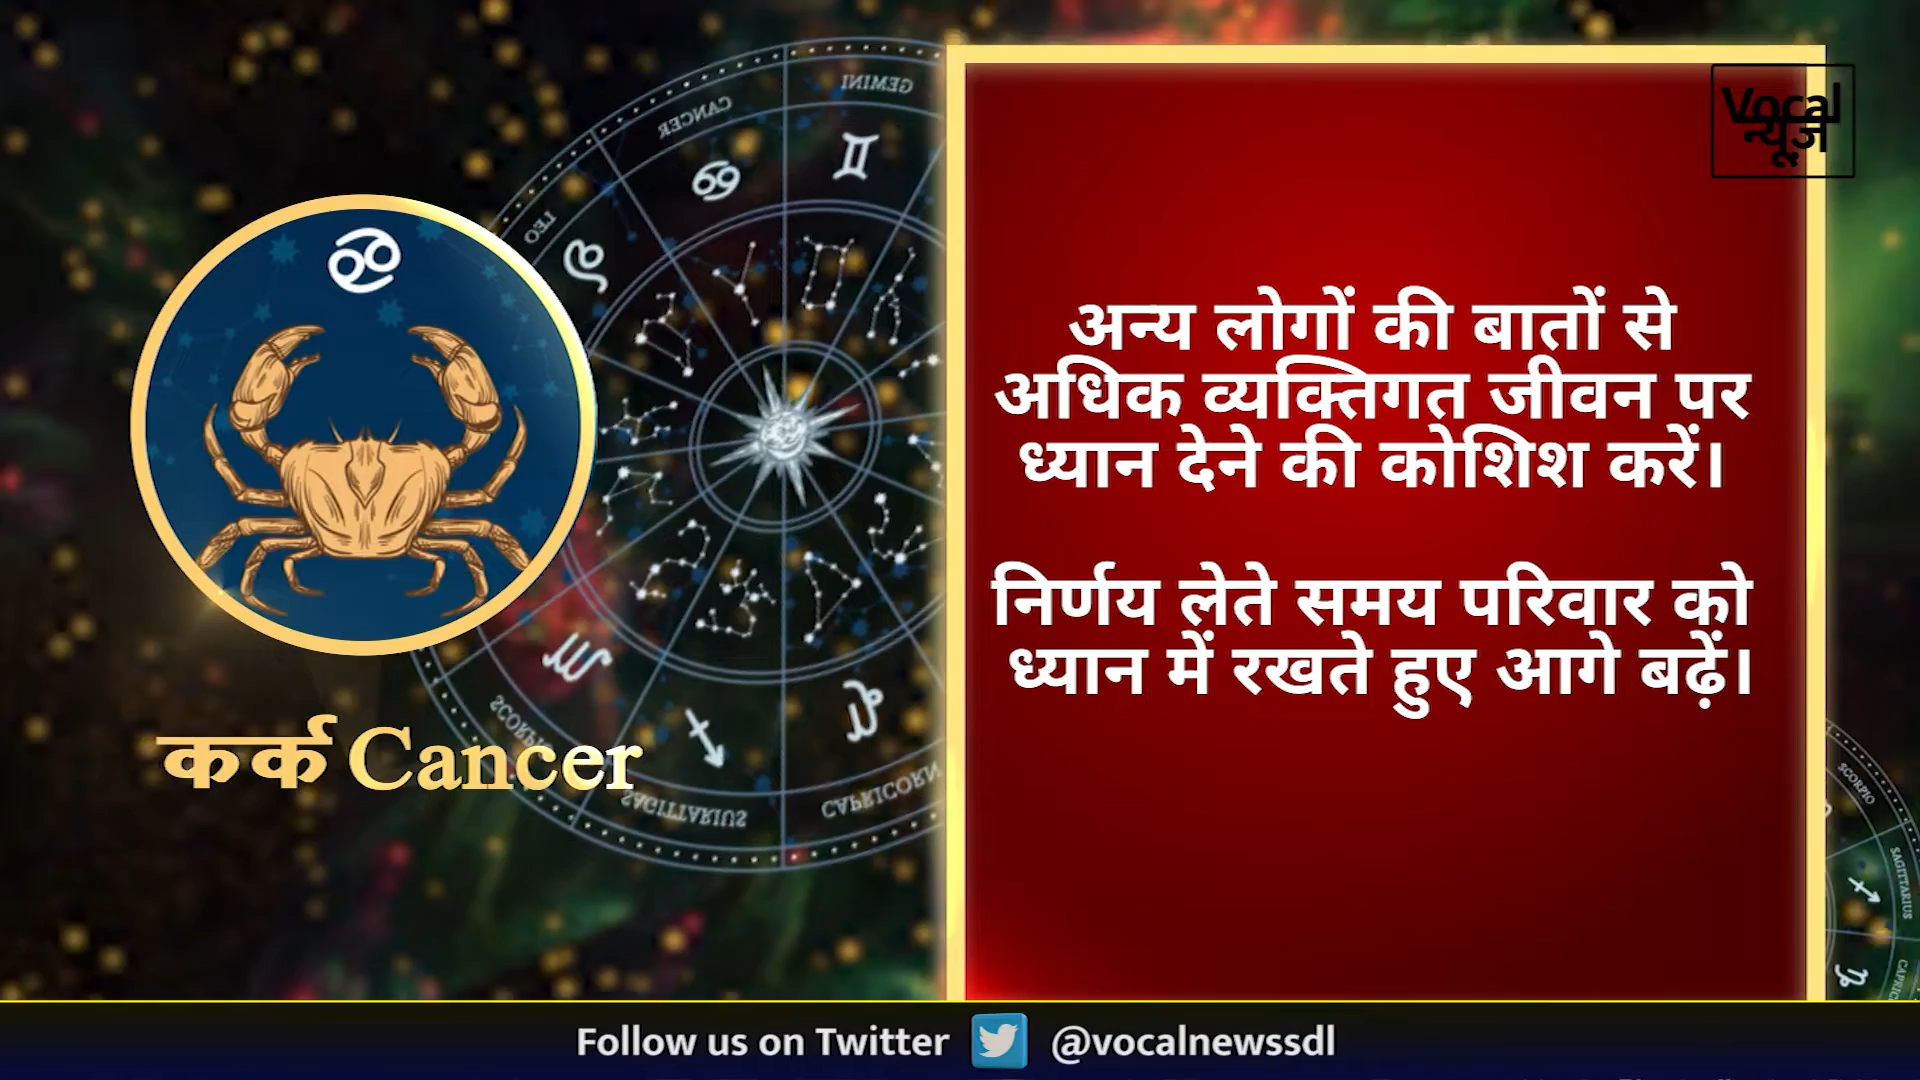 GEMINI
CANCER
LEO
Vocal
न्यूज
अन्य लोगों की बातों से
अधिक व्यक्तिगत जीवन पर
ध्यान देने की कोशिश करें।
निर्णय लेते समय परिवार को
ध्यान में रखते हुए आगे बढ़ें।
कर्क Cancer
SAGITTARIUS
CAPRICORN
SCORPIO
SAGITTARIUS
Follow us on Twitter @vocalnewssdl